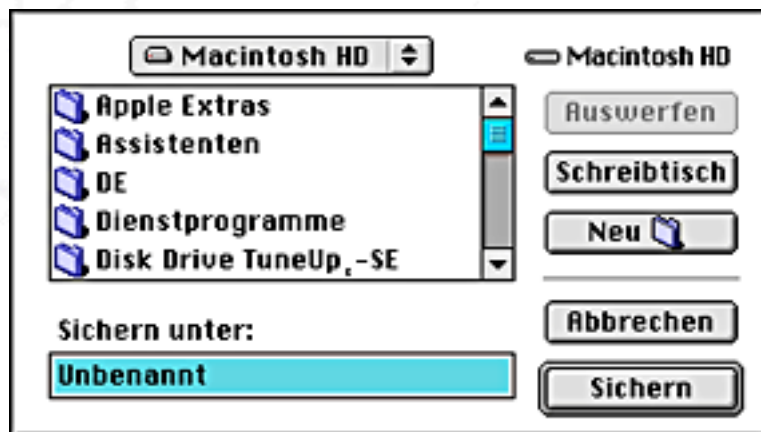 Macintosh HD
Macintosh HD
Apple Extras
Assistenten
DE
Dienstprogramme
Disk Drive TuneUp -SE
Auswerfen
Schreibtisch
Neu
Sichern unter:
Unbenannt
Abbrechen
Sichern